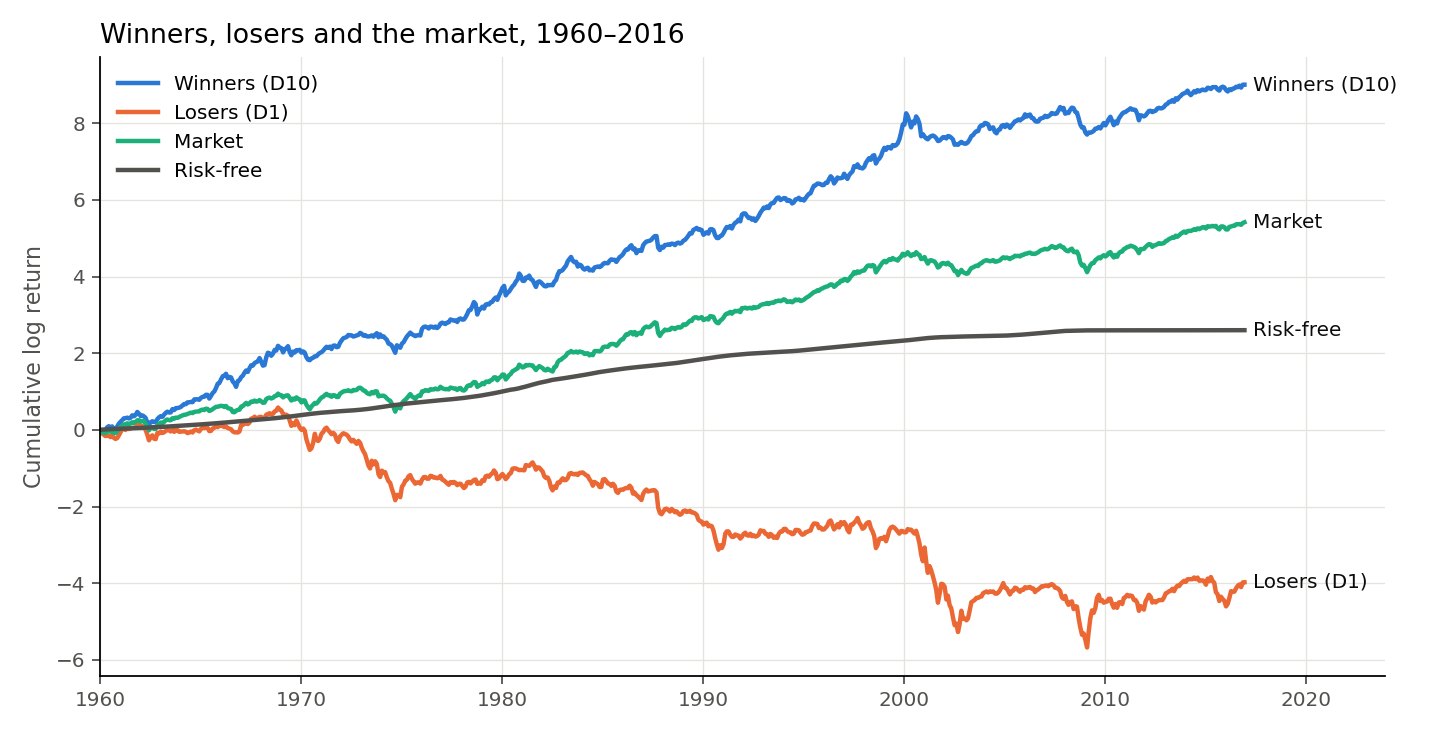 Winners, losers and the market, 1960–2016
Winners (D10)
Losers (D1)
Market
Risk-free
Winners (D10)
Market
Risk-free
Losers (D1)
Cumulative log return
8
6
4
2
0
−2
−4
−6
1960
1970
1980
1990
2000
2010
2020